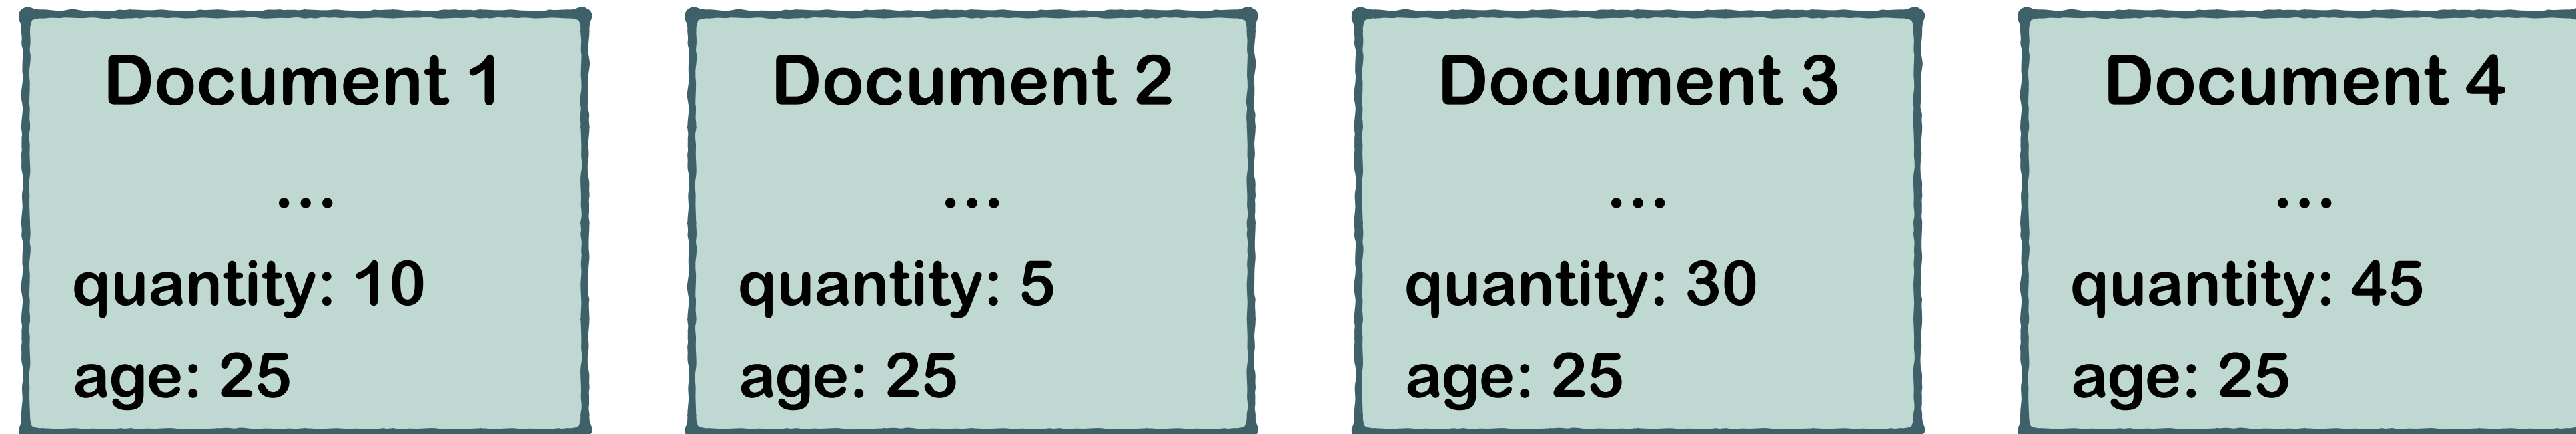 Document 1
...
quantity: 10
age: 25
Document 2
...
quantity: 5
age: 25
Document 3
...
quantity: 30
age: 25
Document 4
...
quantity: 45
age: 25